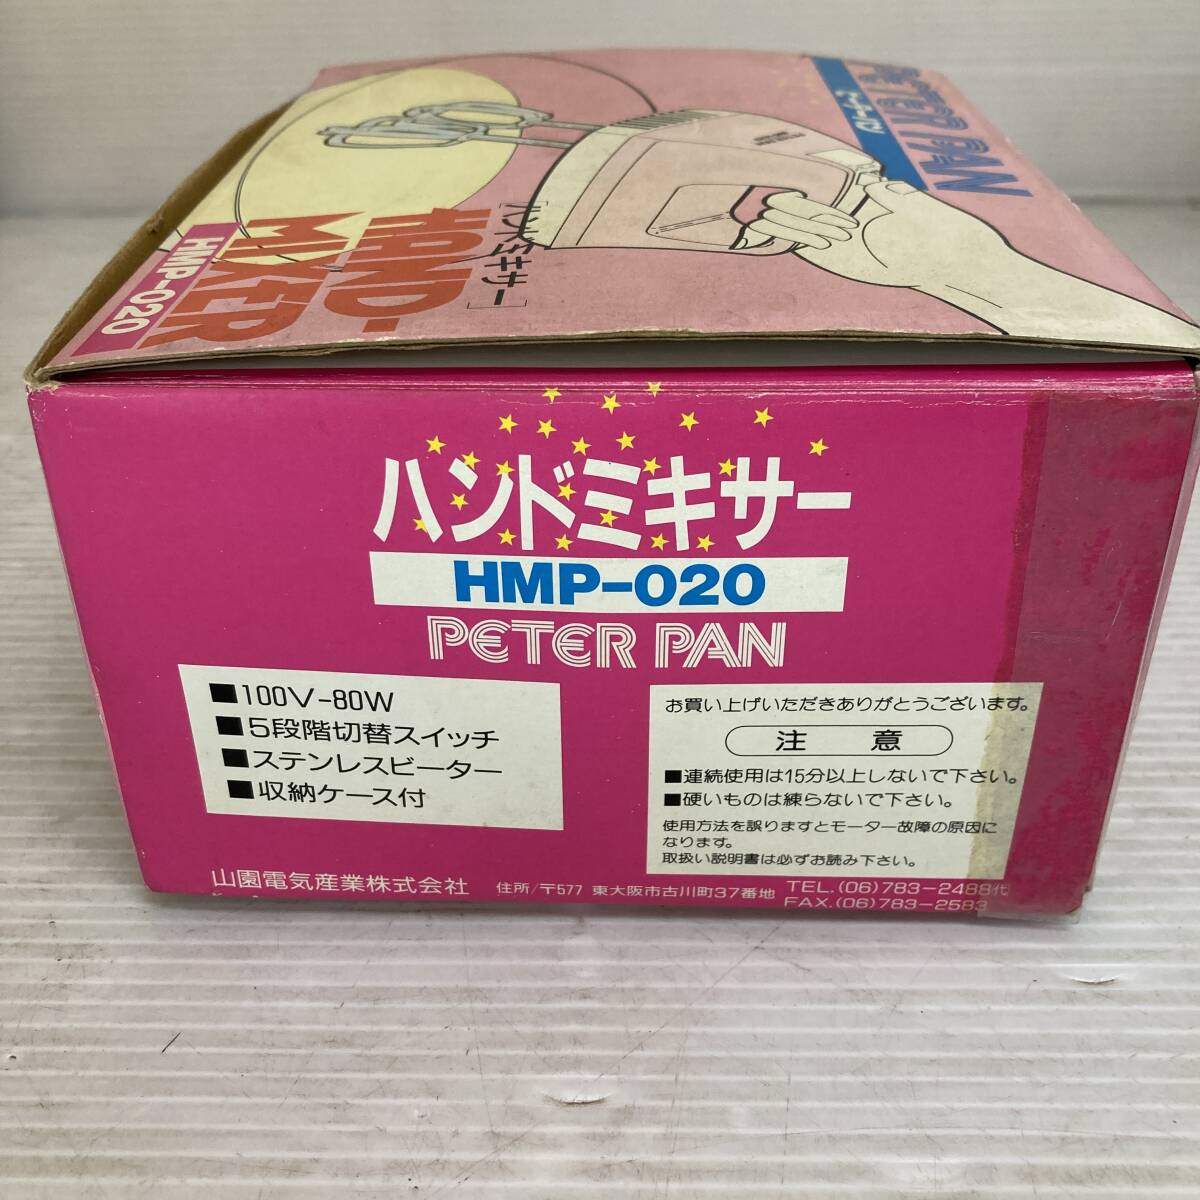 PETER PAN
HAND-
MIXER
[ハンドミキサー]
HMP-020
ハンドミキサー
HMP-020
PETER PAN
■100V-80W
■5段階切替スイッチ
■ステンレスビーター
■収納ケース付
お買い上げいただきありがとうございます。
注 意
■連続使用は15分以上しないで下さい。
■硬いものは練らないで下さい。
使用方法を誤りますとモーター故障の原因に
なります。
取扱い説明書は必ずお読み下さい。
山園電気産業株式会社 住所/〒577 東大阪市古川町37番地 TEL.(06)783-2488代
FAX.(06)783-2583